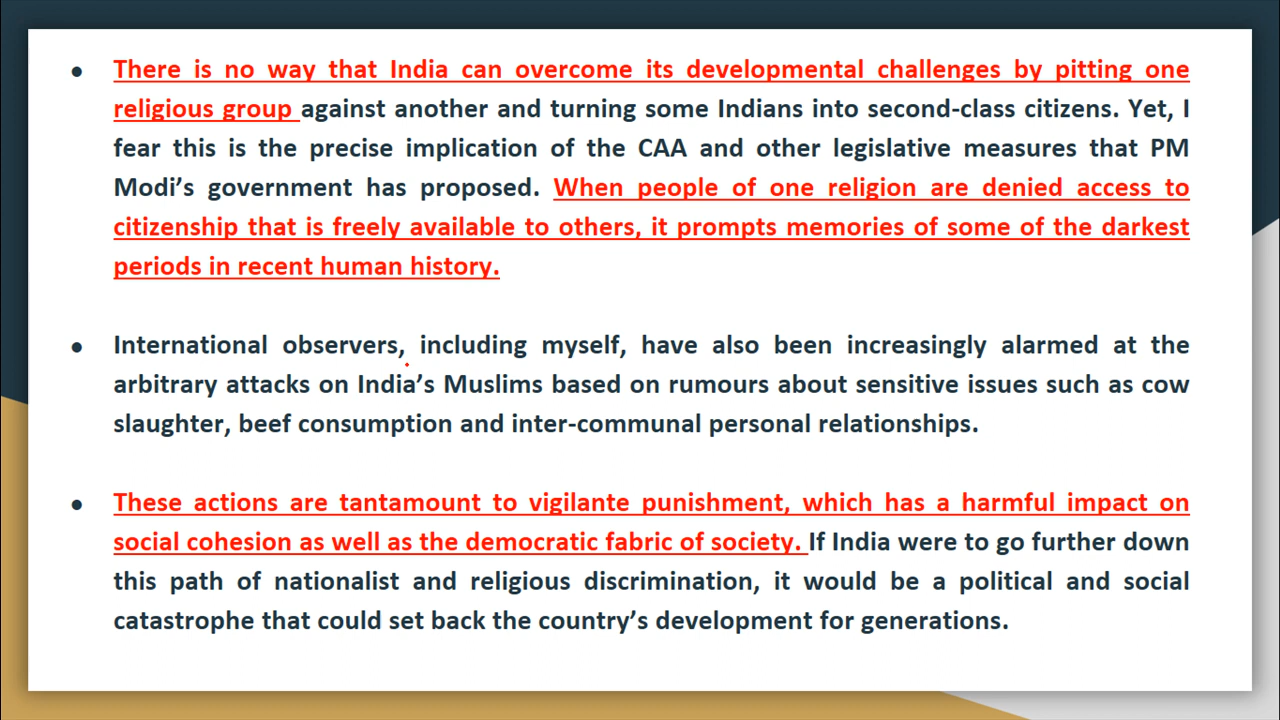 • There is no way that India can overcome its developmental challenges by pitting one
religious group against another and turning some Indians into second-class citizens. Yet, I
fear this is the precise implication of the CAA and other legislative measures that PM
Modi’s government has proposed. When people of one religion are denied access to
citizenship that is freely available to others, it prompts memories of some of the darkest
periods in recent human history.
• International observers, including myself, have also been increasingly alarmed at the
arbitrary attacks on India’s Muslims based on rumours about sensitive issues such as cow
slaughter, beef consumption and inter-communal personal relationships.
• These actions are tantamount to vigilante punishment, which has a harmful impact on
social cohesion as well as the democratic fabric of society. If India were to go further down
this path of nationalist and religious discrimination, it would be a political and social
catastrophe that could set back the country’s development for generations.